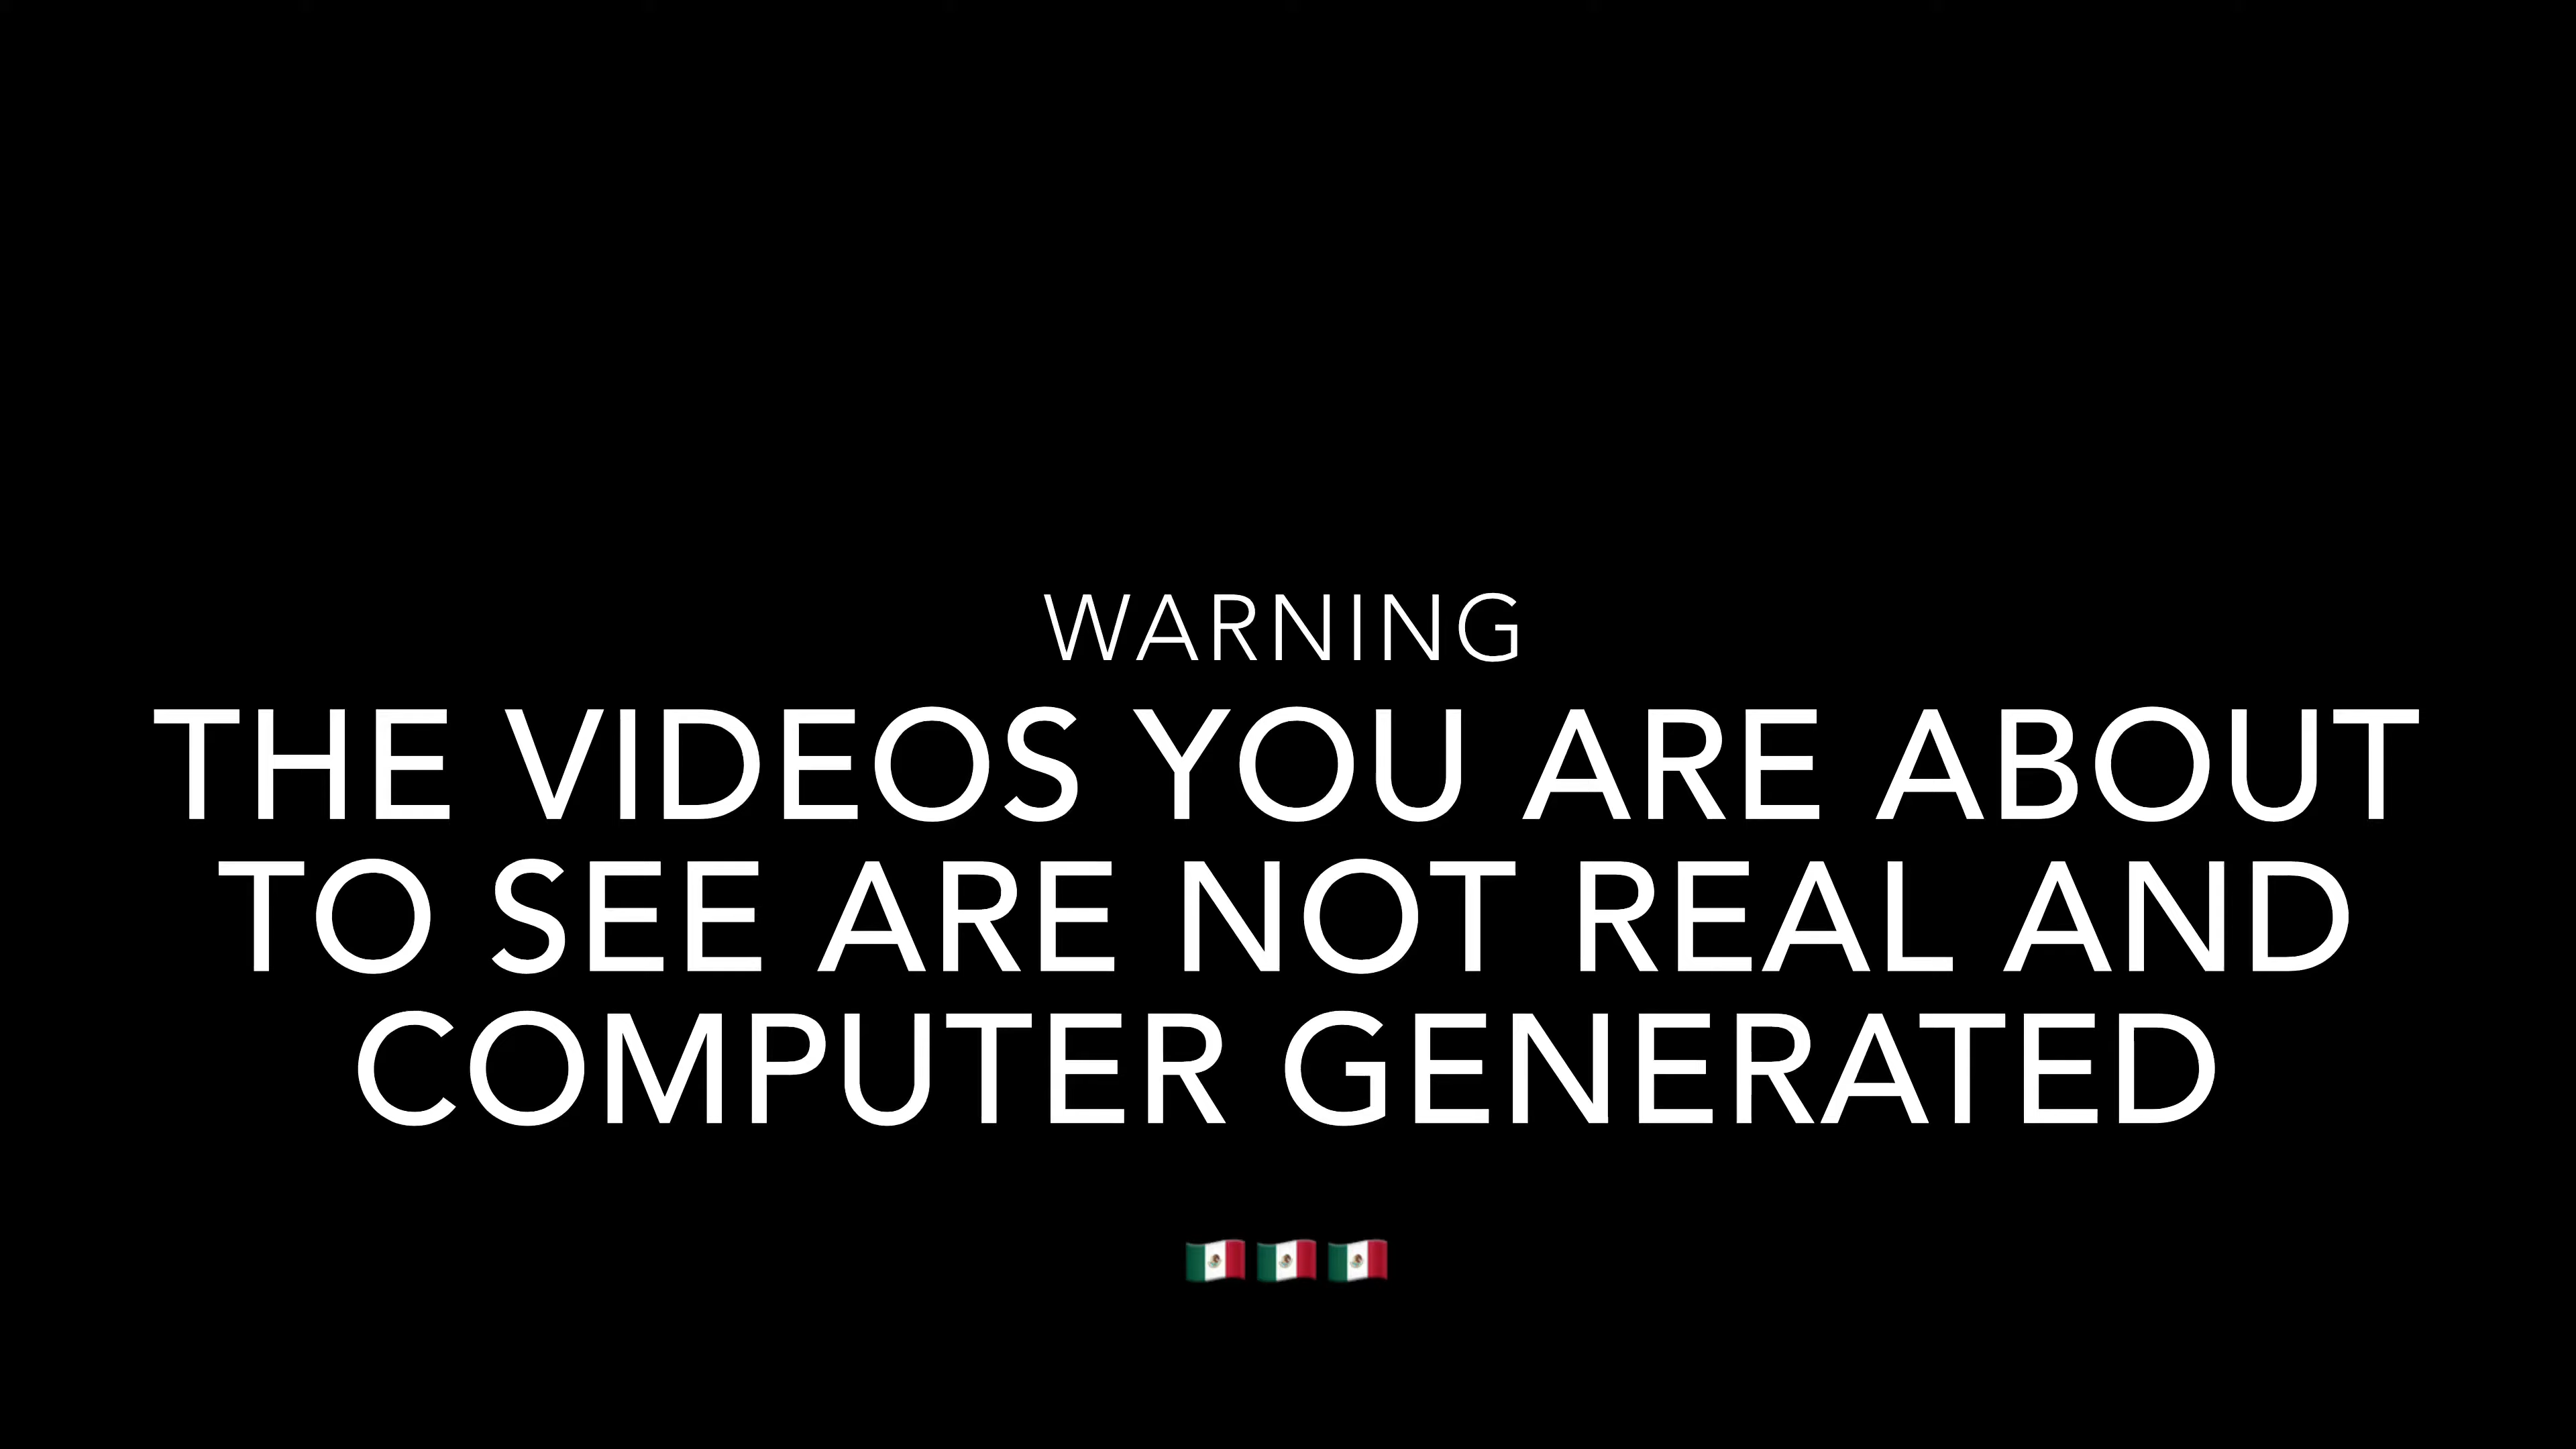 WARNING
THE VIDEOS YOU ARE ABOUT
TO SEE ARE NOT REAL AND
COMPUTER GENERATED
🇲🇽🇲🇽🇲🇽